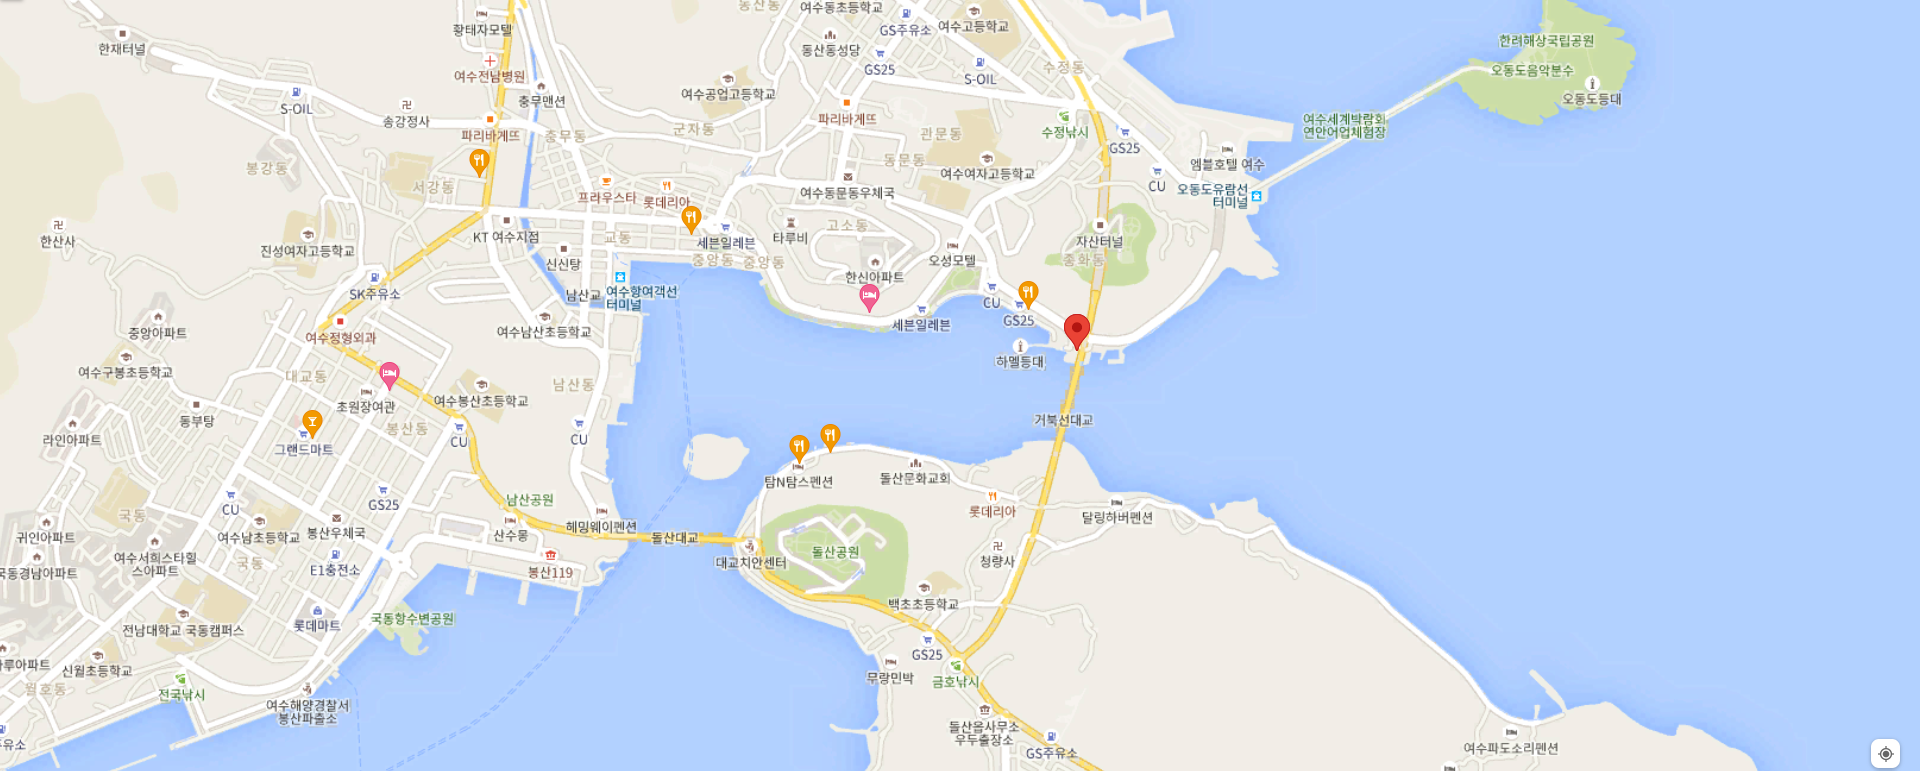 여수동초등학교
동산동
황태자모텔
여수고등학교
GS주유소
한재터널
동산동성당
한려해상국립공원
GS25
수정동
오동도음악분수
여수전남병원
S-OIL
여수공업고등학교
충무맨션
오동도등대
S-OIL
송강정사
파리바게뜨
여수세계박람회
연안어업체험장
파리바게뜨
충무동
군자동
관문동
수정낚시
GS25
봉강동
동문동
엠블호텔 여수
서강동
여수여자고등학교
CU
오동도유람선
터미널
프라우스타
롯데리아
여수동문동우체국
한산사
KT 여수지점
교동
세븐일레븐
타루비
고소동
자산터널
진성여자고등학교
신신탕
중앙동
중앙동
오성모텔
종화동
한신아파트
SK주유소
남산교
여수항여객선
터미널
CU
GS25
중앙아파트
여수정형외과
여수남산초등학교
세븐일레븐
하멜등대
여수구봉초등학교
대교동
남산동
초원장여관
여수봉산초등학교
동부탕
거북선대교
라인아파트
봉산동
CU
CU
그랜드마트
탐N탐스펜션
돌산문화교회
GS25
남산공원
CU
국동
롯데리아
달링하버펜션
귀인아파트
여수남초등학교
봉산우체국
산수몽
헤밍웨이펜션
돌산대교
돌산공원
여수서희스타힐
스아파트
국동
E1충전소
봉산119
대교치안센터
청량사
국동경남아파트
백초초등학교
국동항수변공원
롯데마트
전남대학교 국동캠퍼스
GS25
신월초등학교
무랑민박
금호낚시
월호동
전국낚시
여수해양경찰서
봉산파출소
돌산읍사무소
우두출장소
GS주유소
여수파도소리펜션